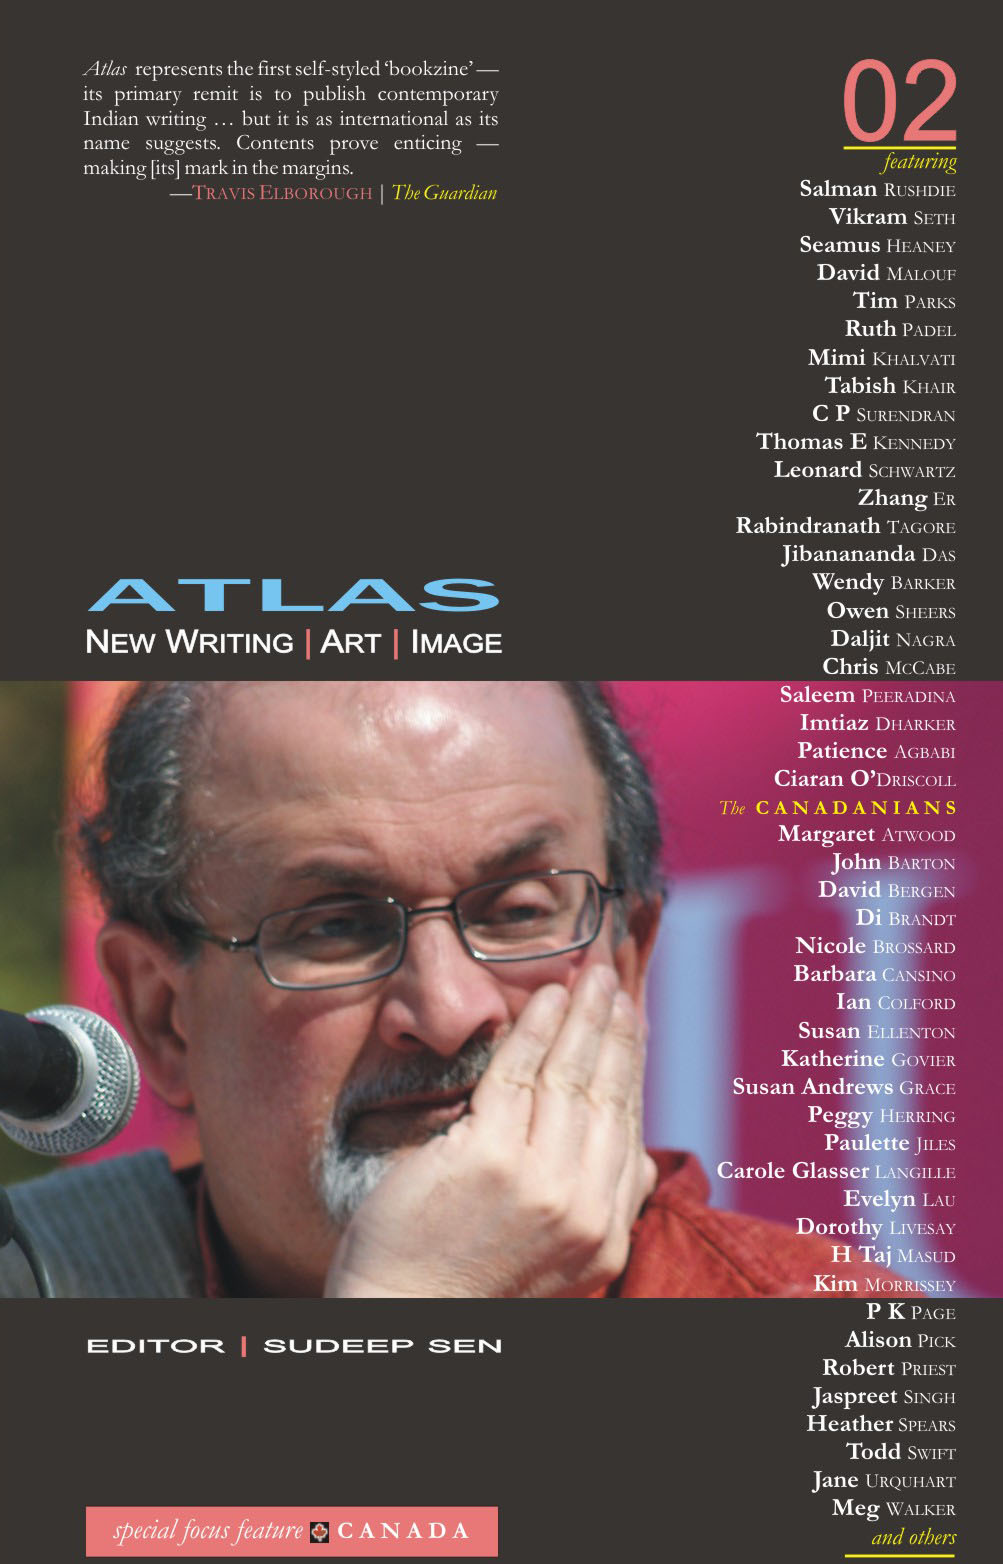 Atlas represents the first self-styled ‘bookzine’ —
its primary remit is to publish contemporary
Indian writing … but it is as international as its
name suggests. Contents prove enticing —
making [its] mark in the margins.
—TRAVIS ELBOROUGH | The Guardian
02
featuring
Salman RUSHDIE
Vikram SETH
Seamus HEANEY
David MALOUF
Tim PARKS
Ruth PADEL
Mimi KHALVATI
Tabish KHAIR
C P SURENDRAN
Thomas E KENNEDY
Leonard SCHWARTZ
Zhang ER
Rabindranath TAGORE
Jibanananda DAS
Wendy BARKER
Owen SHEERS
Daljit NAGRA
Chris MCCABE
Saleem PEERADINA
Imtiaz DHARKER
Patience AGBABI
Ciaran O’DRISCOLL
The CANADANIANS
Margaret ATWOOD
John BARTON
David BERGEN
Di BRANDT
Nicole BROSSARD
Barbara CANSINO
Ian COLFORD
Susan ELLENTON
Katherine GOVIER
Susan Andrews GRACE
Peggy HERRING
Paulette JILES
Carole Glasser LANGILLE
Evelyn LAU
Dorothy LIVESAY
H Taj MASUD
Kim MORRISSEY
P K PAGE
Alison PICK
Robert PRIEST
Jaspreet SINGH
Heather SPEARS
Todd SWIFT
Jane URQUHART
Meg WALKER
and others
ATLAS
NEW WRITING | ART | IMAGE
EDITOR | SUDEEP SEN
special focus feature CANADA